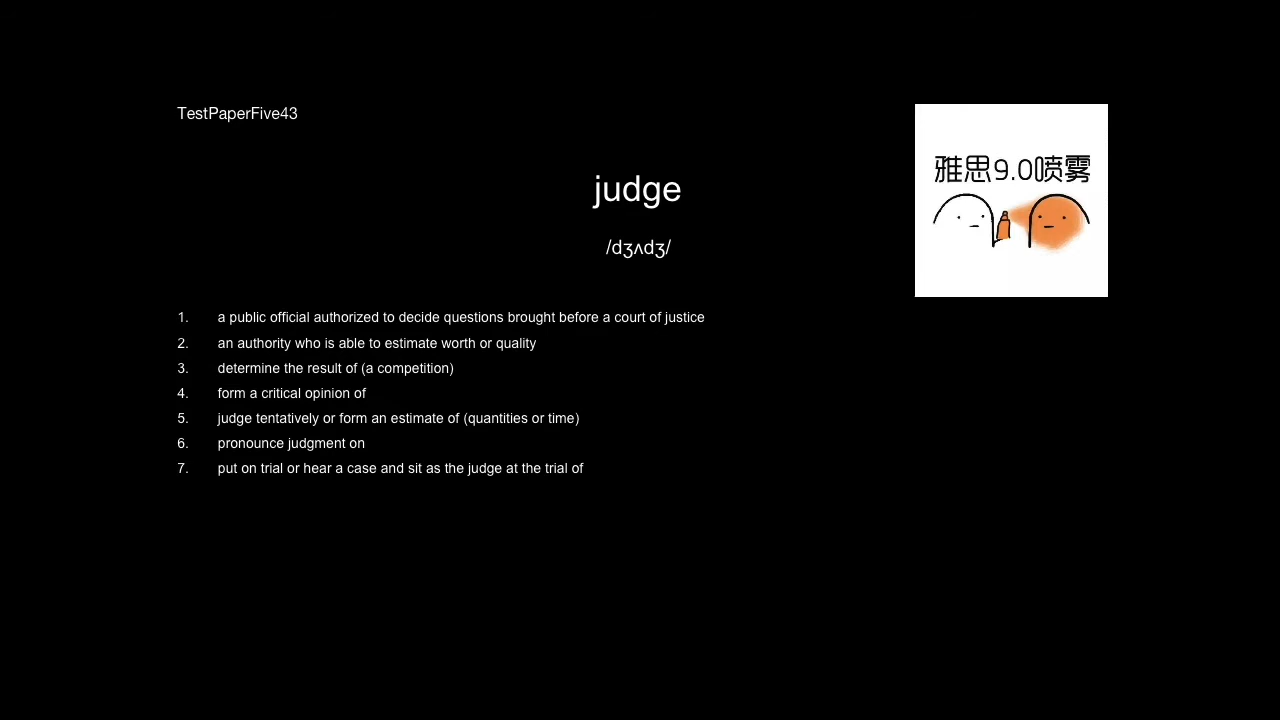 TestPaperFive43
雅思9.0喷雾
judge
/dʒʌdʒ/
1. a public official authorized to decide questions brought before a court of justice
2. an authority who is able to estimate worth or quality
3. determine the result of (a competition)
4. form a critical opinion of
5. judge tentatively or form an estimate of (quantities or time)
6. pronounce judgment on
7. put on trial or hear a case and sit as the judge at the trial of